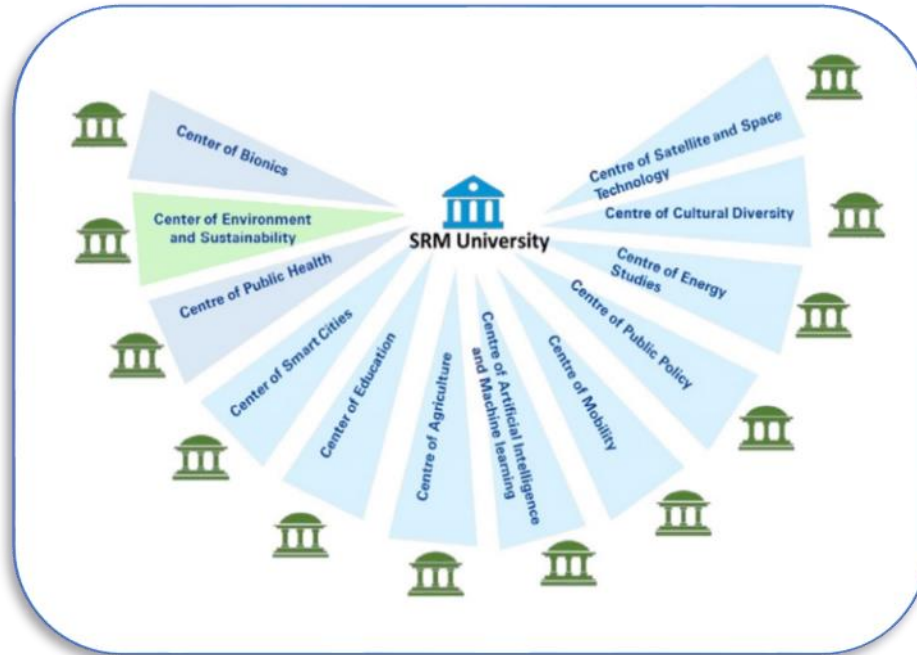 Center of Bionics
Center of Environment
and Sustainability
Centre of Public Health
Center of Smart Cities
Center of Education
Centre of Agriculture
Centre of Artificial Intelligence
and Machine learning
Centre of Mobility
Centre of Public Policy
Centre of Energy
Studies
Centre of Cultural Diversity
Centre of Satellite and Space
Technology
SRM University